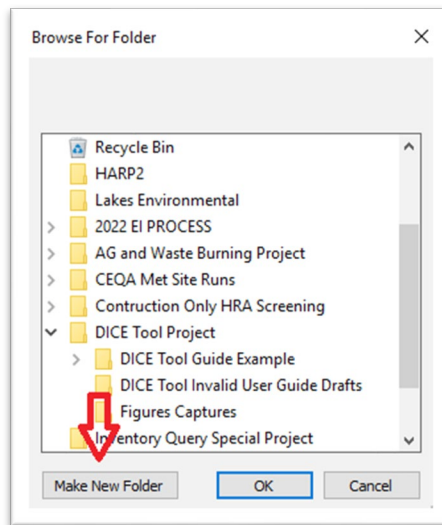 Browse For Folder
Recycle Bin
HARP2
Lakes Environmental
2022 EI PROCESS
AG and Waste Burning Project
CEQA Met Site Runs
Contruction Only HRA Screening
DICE Tool Project
DICE Tool Guide Example
DICE Tool Invalid User Guide Drafts
Figures Captures
Inventory Query Special Project
Make New Folder OK Cancel